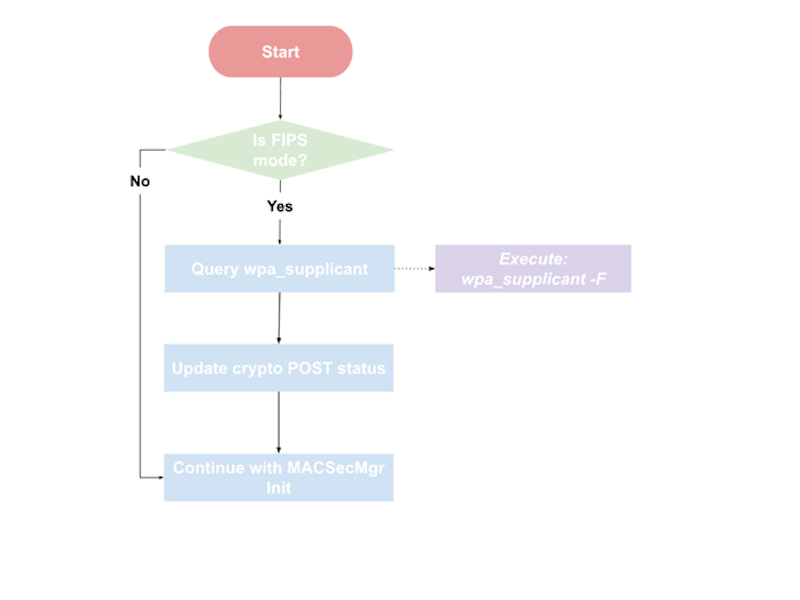 Start
Is FIPS
mode?
No
Yes
Query wpa_supplicant
Execute:
wpa_supplicant -F
Update crypto POST status
Continue with MACSecMgr
Init